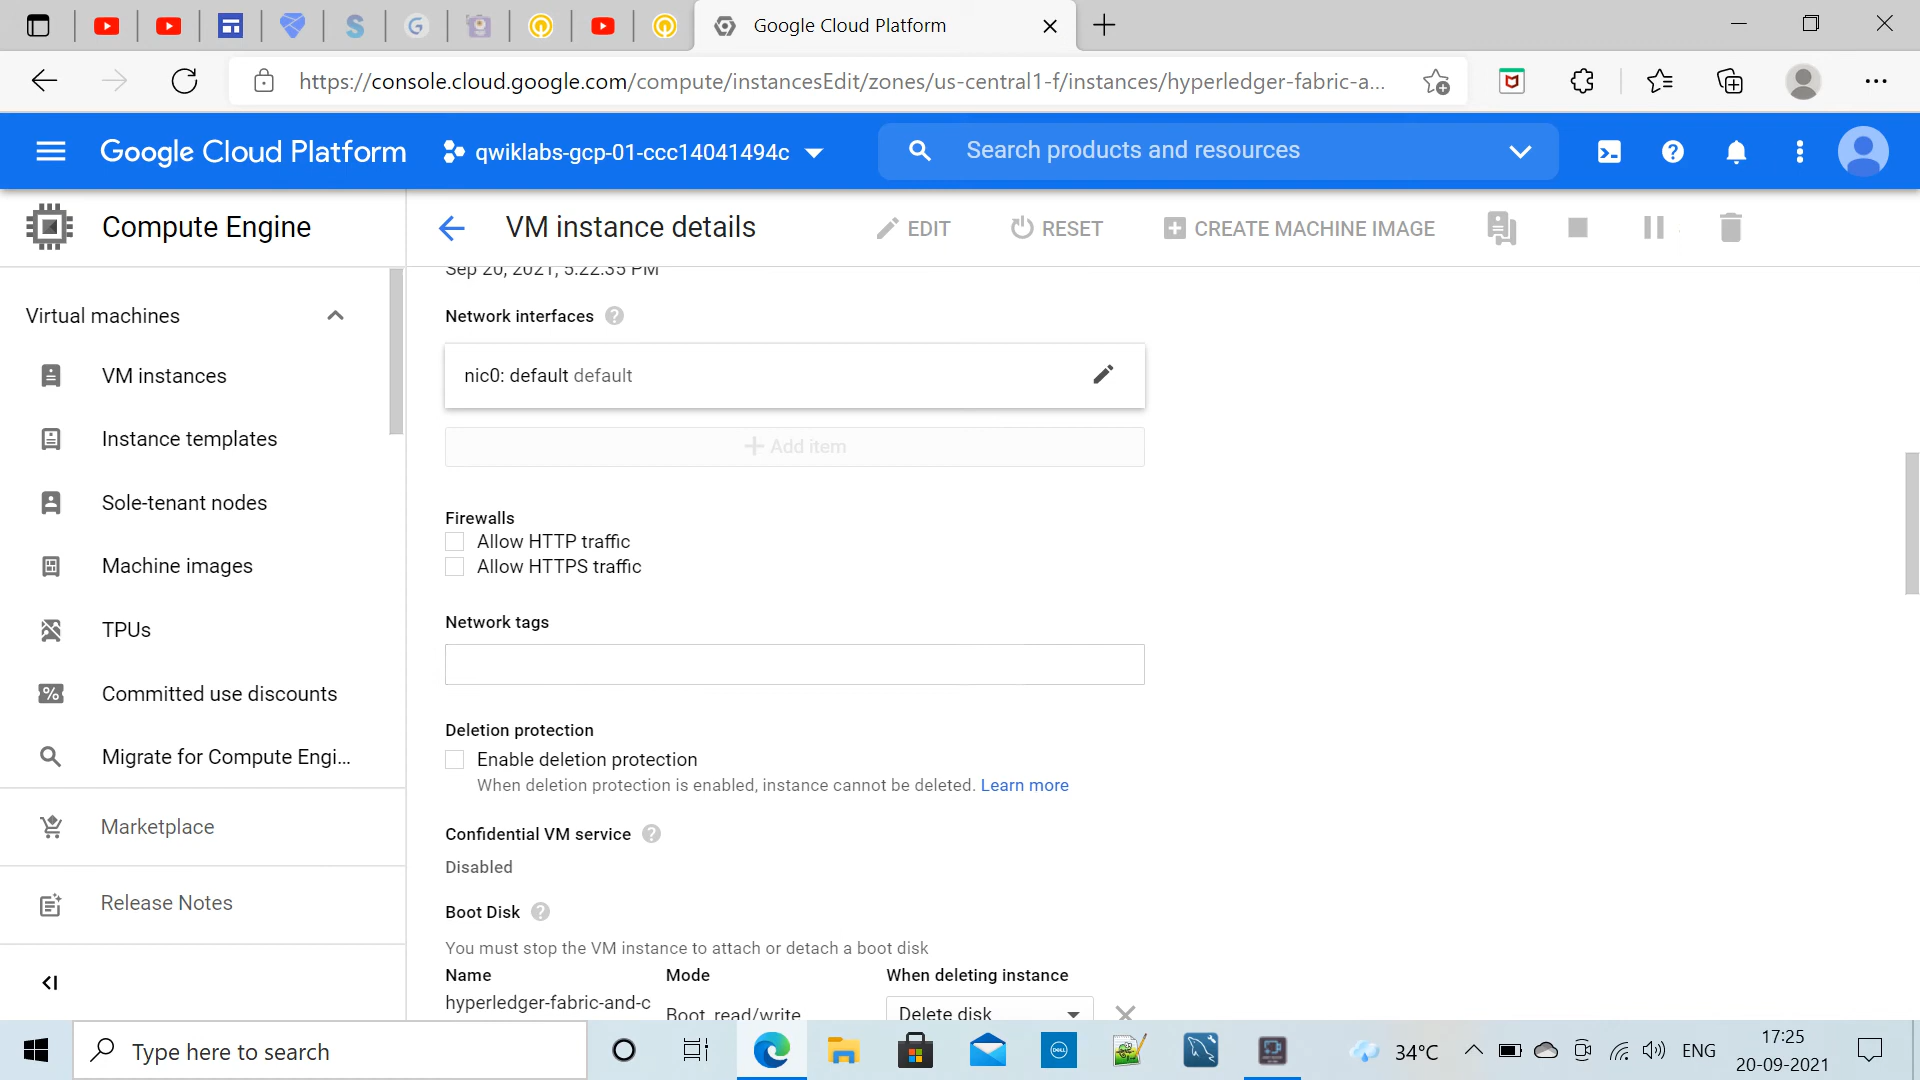 Google Cloud Platform
https://console.cloud.google.com/compute/instancesEdit/zones/us-central1-f/instances/hyperledger-fabric-a...
Google Cloud Platform
qwiklabs-gcp-01-ccc14041494c
Search products and resources
Compute Engine
VM instance details
EDIT
RESET
CREATE MACHINE IMAGE
Virtual machines
VM instances
Instance templates
Sole-tenant nodes
Machine images
TPUs
Committed use discounts
Migrate for Compute Engi...
Marketplace
Release Notes
Sep 20, 2021, 5:22:35 PM
Network interfaces
nic0: default default
Add item
Firewalls
Allow HTTP traffic
Allow HTTPS traffic
Network tags
Deletion protection
Enable deletion protection
When deletion protection is enabled, instance cannot be deleted. Learn more
Confidential VM service
Disabled
Boot Disk
You must stop the VM instance to attach or detach a boot disk
Name Mode When deleting instance
hyperledger-fabric-and-c Boot, read/write Delete disk
Type here to search
DELL
34°C
ENG
17:25
20-09-2021